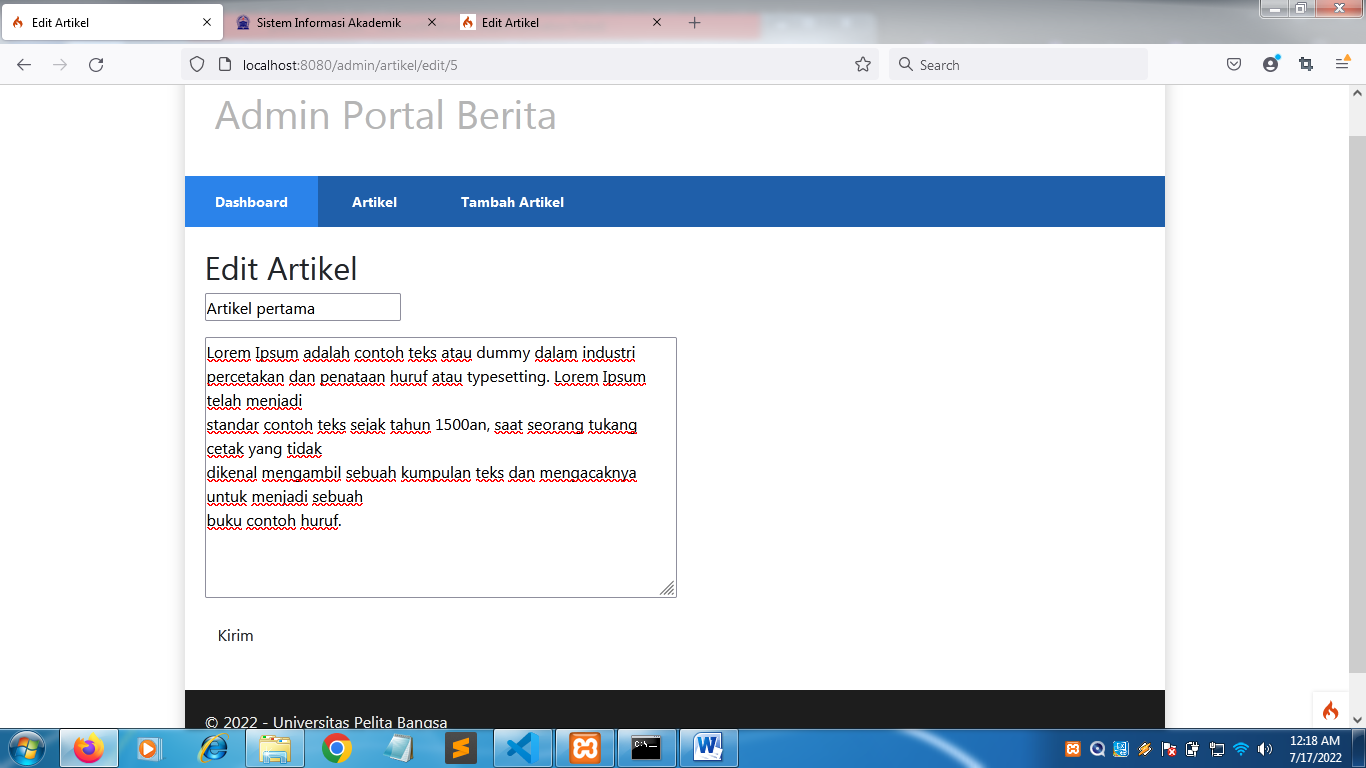 Edit Artikel
Sistem Informasi Akademik
Edit Artikel
localhost:8080/admin/artikel/edit/5
Search
Admin Portal Berita
Dashboard
Artikel
Tambah Artikel
Edit Artikel
Artikel pertama
Lorem Ipsum adalah contoh teks atau dummy dalam industri
percetakan dan penataan huruf atau typesetting. Lorem Ipsum
telah menjadi
standar contoh teks sejak tahun 1500an, saat seorang tukang
cetak yang tidak
dikenal mengambil sebuah kumpulan teks dan mengacaknya
untuk menjadi sebuah
buku contoh huruf.
Kirim
© 2022 - Universitas Pelita Bangsa
12:18 AM
7/17/2022